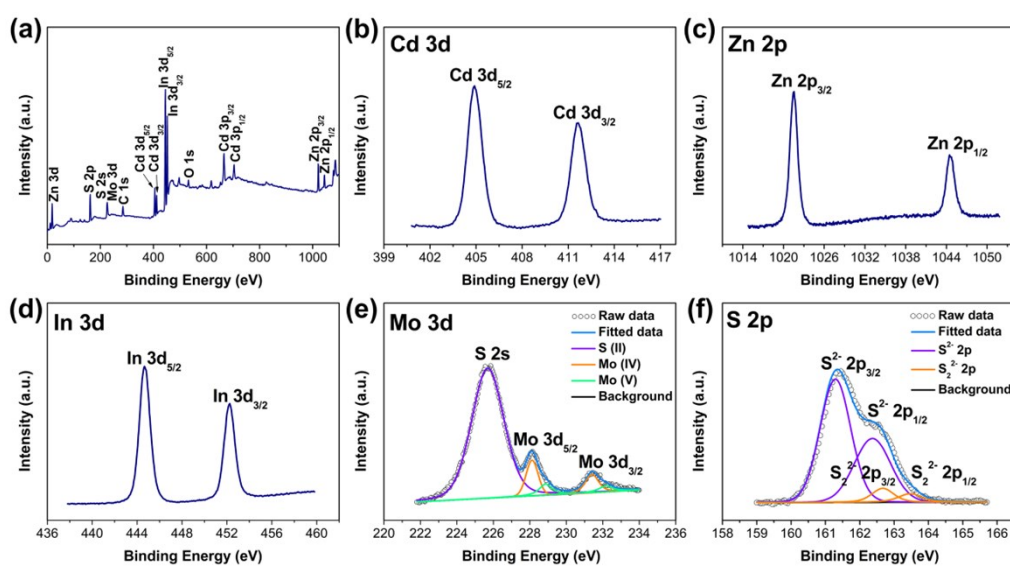 (a)
Zn 3d
S 2p
S 2s
Mo 3d
C 1s
Cd 3d5/2
Cd 3d3/2
In 3d5/2
In 3d3/2
O 1s
Cd 3p3/2
Cd 3p1/2
Zn 2p3/2
Zn 2p1/2
Intensity (a.u.)
0 200 400 600 800 1000
Binding Energy (eV)
(b)
Cd 3d
Cd 3d5/2
Cd 3d3/2
Intensity (a.u.)
399 402 405 408 411 414 417
Binding Energy (eV)
(c)
Zn 2p
Zn 2p3/2
Zn 2p1/2
Intensity (a.u.)
1014 1020 1026 1032 1038 1044 1050
Binding Energy (eV)
(d)
In 3d
In 3d5/2
In 3d3/2
Intensity (a.u.)
436 440 444 448 452 456 460
Binding Energy (eV)
(e)
Mo 3d
Raw data
Fitted data
S (II)
Mo (IV)
Mo (V)
Background
S 2s
Mo 3d5/2
Mo 3d3/2
Intensity (a.u.)
220 222 224 226 228 230 232 234 236
Binding Energy (eV)
(f)
S 2p
Raw data
Fitted data
S2- 2p
S22- 2p
Background
S2- 2p3/2
S2- 2p1/2
S22- 2p3/2
S22- 2p1/2
Intensity (a.u.)
158 159 160 161 162 163 164 165 166
Binding Energy (eV)